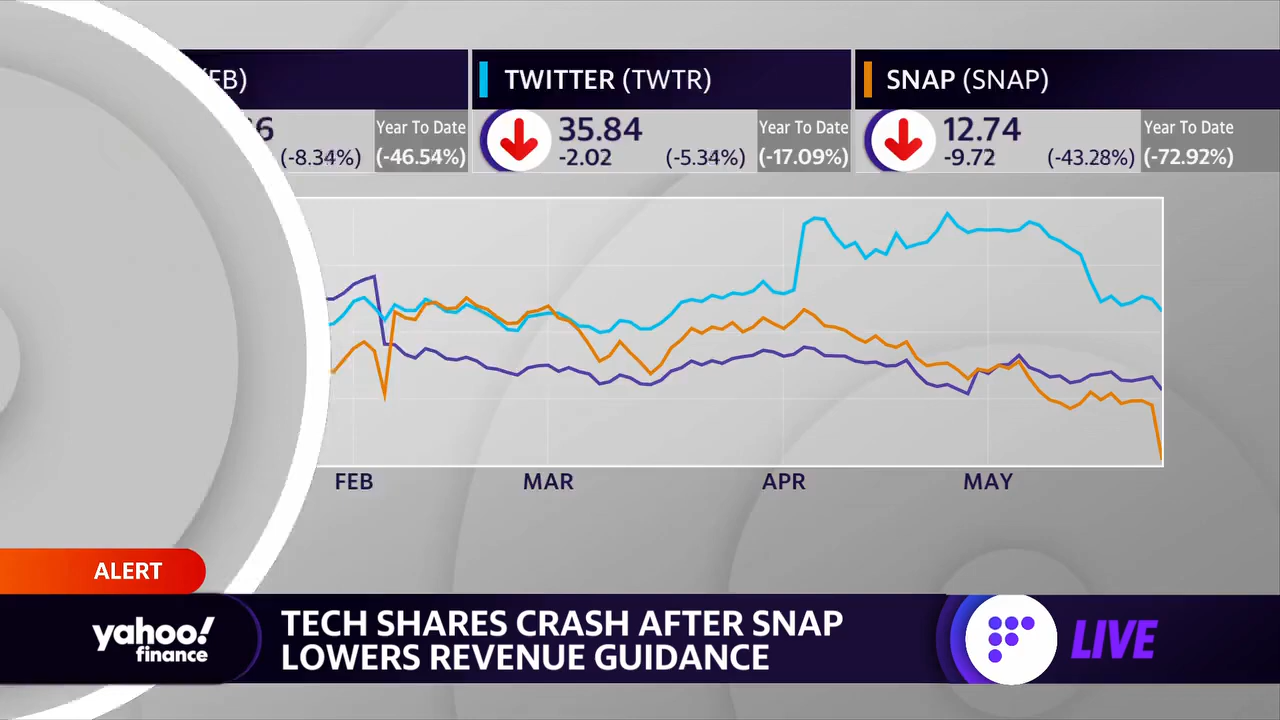 FB)
TWITTER (TWTR)
SNAP (SNAP)
6
(-8.34%)
Year To Date
(-46.54%)
35.84
-2.02
(-5.34%)
Year To Date
(-17.09%)
12.74
-9.72
(-43.28%)
Year To Date
(-72.92%)
FEB
MAR
APR
MAY
ALERT
yahoo!
finance
TECH SHARES CRASH AFTER SNAP
LOWERS REVENUE GUIDANCE
LIVE